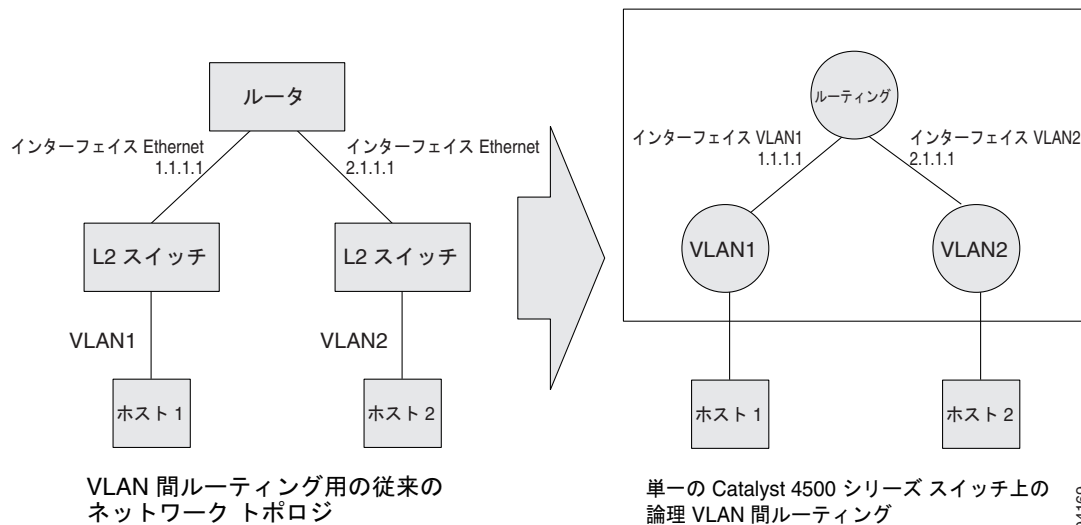 ルータ
インターフェイス Ethernet
1.1.1.1
インターフェイス Ethernet
2.1.1.1
L2 スイッチ
L2 スイッチ
VLAN1
VLAN2
ホスト 1
ホスト 2
VLAN 間ルーティング用の従来の
ネットワーク トポロジ
ルーティング
インターフェイス VLAN1
1.1.1.1
インターフェイス VLAN2
2.1.1.1
VLAN1
VLAN2
ホスト 1
ホスト 2
単一の Catalyst 4500 シリーズ スイッチ上の
論理 VLAN 間ルーティング